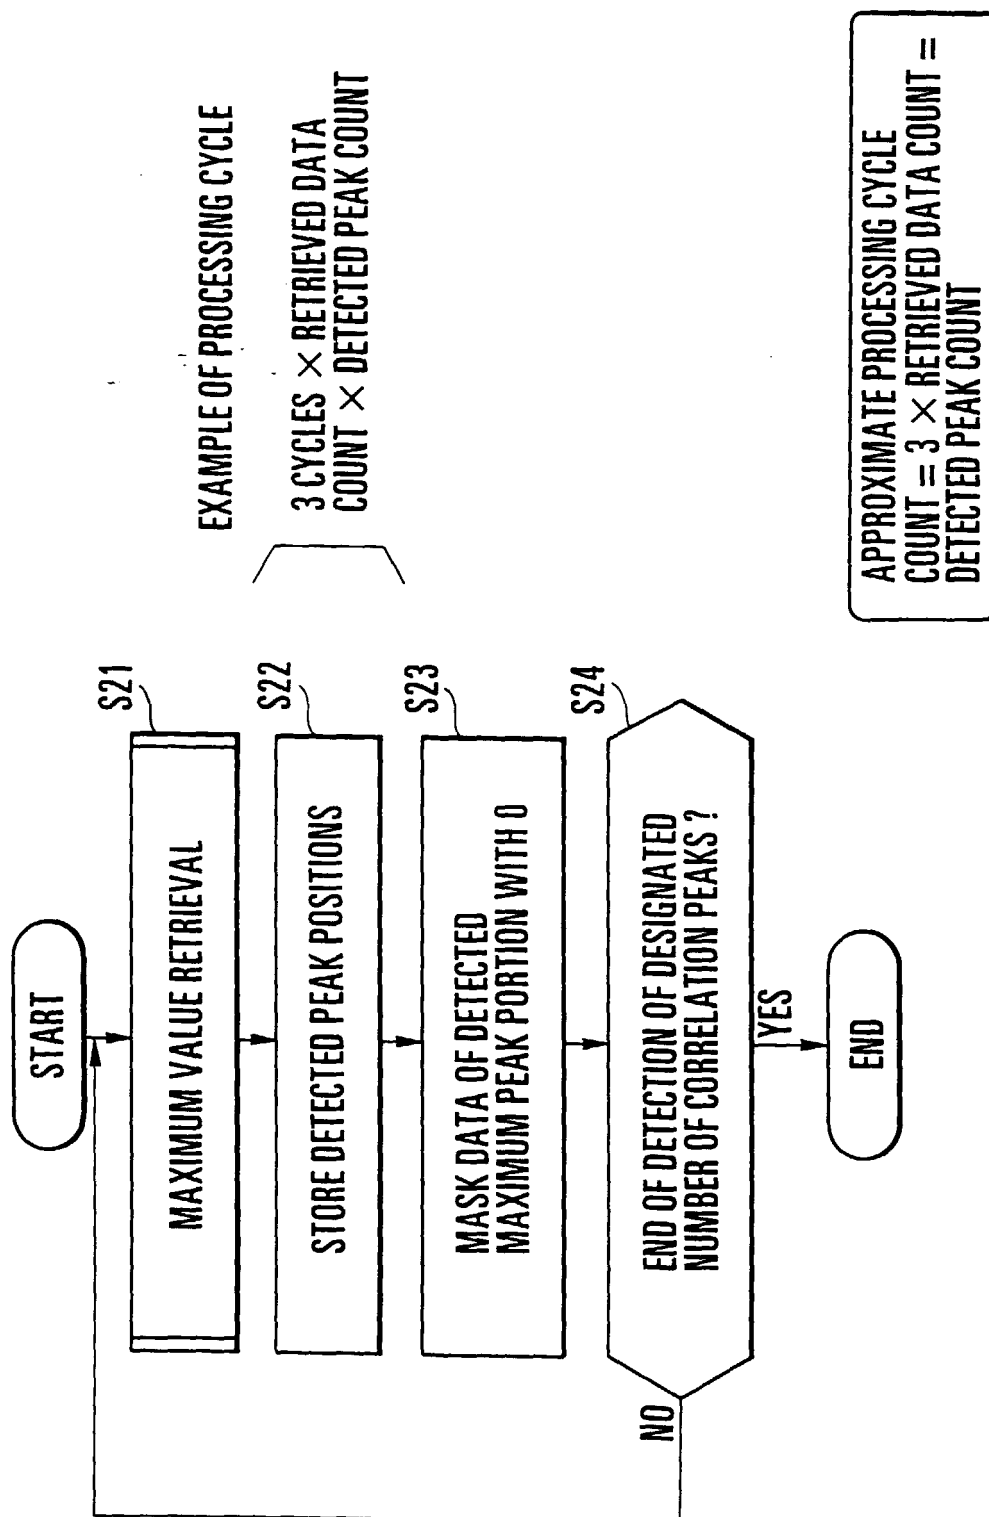 START
S21
MAXIMUM VALUE RETRIEVAL
S22
STORE DETECTED PEAK POSITIONS
S23
MASK DATA OF DETECTED
MAXIMUM PEAK PORTION WITH 0
S24
END OF DETECTION OF DESIGNATED
NUMBER OF CORRELATION PEAKS ?
NO
YES
END
EXAMPLE OF PROCESSING CYCLE
3 CYCLES × RETRIEVED DATA
COUNT × DETECTED PEAK COUNT
APPROXIMATE PROCESSING CYCLE
COUNT = 3 × RETRIEVED DATA COUNT =
DETECTED PEAK COUNT